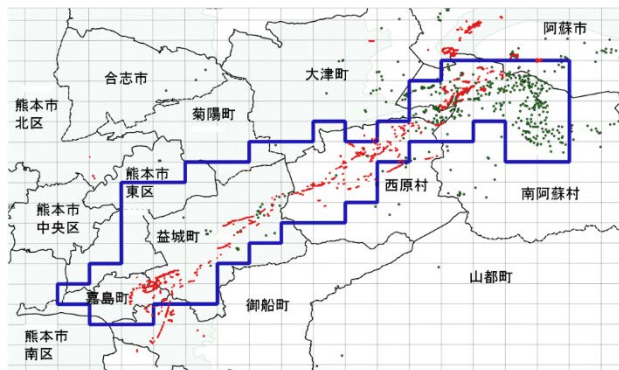 阿蘇市
合志市
大津町
熊本市
北区
菊陽町
熊本市
東区
西原村
南阿蘇村
熊本市
中央区
益城町
山都町
嘉島町
御船町
熊本市
南区